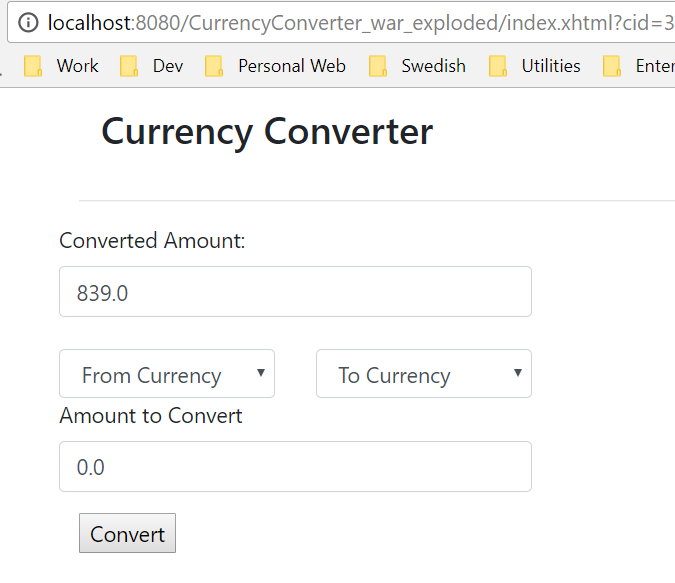 localhost:8080/CurrencyConverter_war_exploded/index.xhtml?cid=3
Work Dev Personal Web Swedish Utilities Enter
Currency Converter
Converted Amount:
839.0
From Currency To Currency
Amount to Convert
0.0
Convert